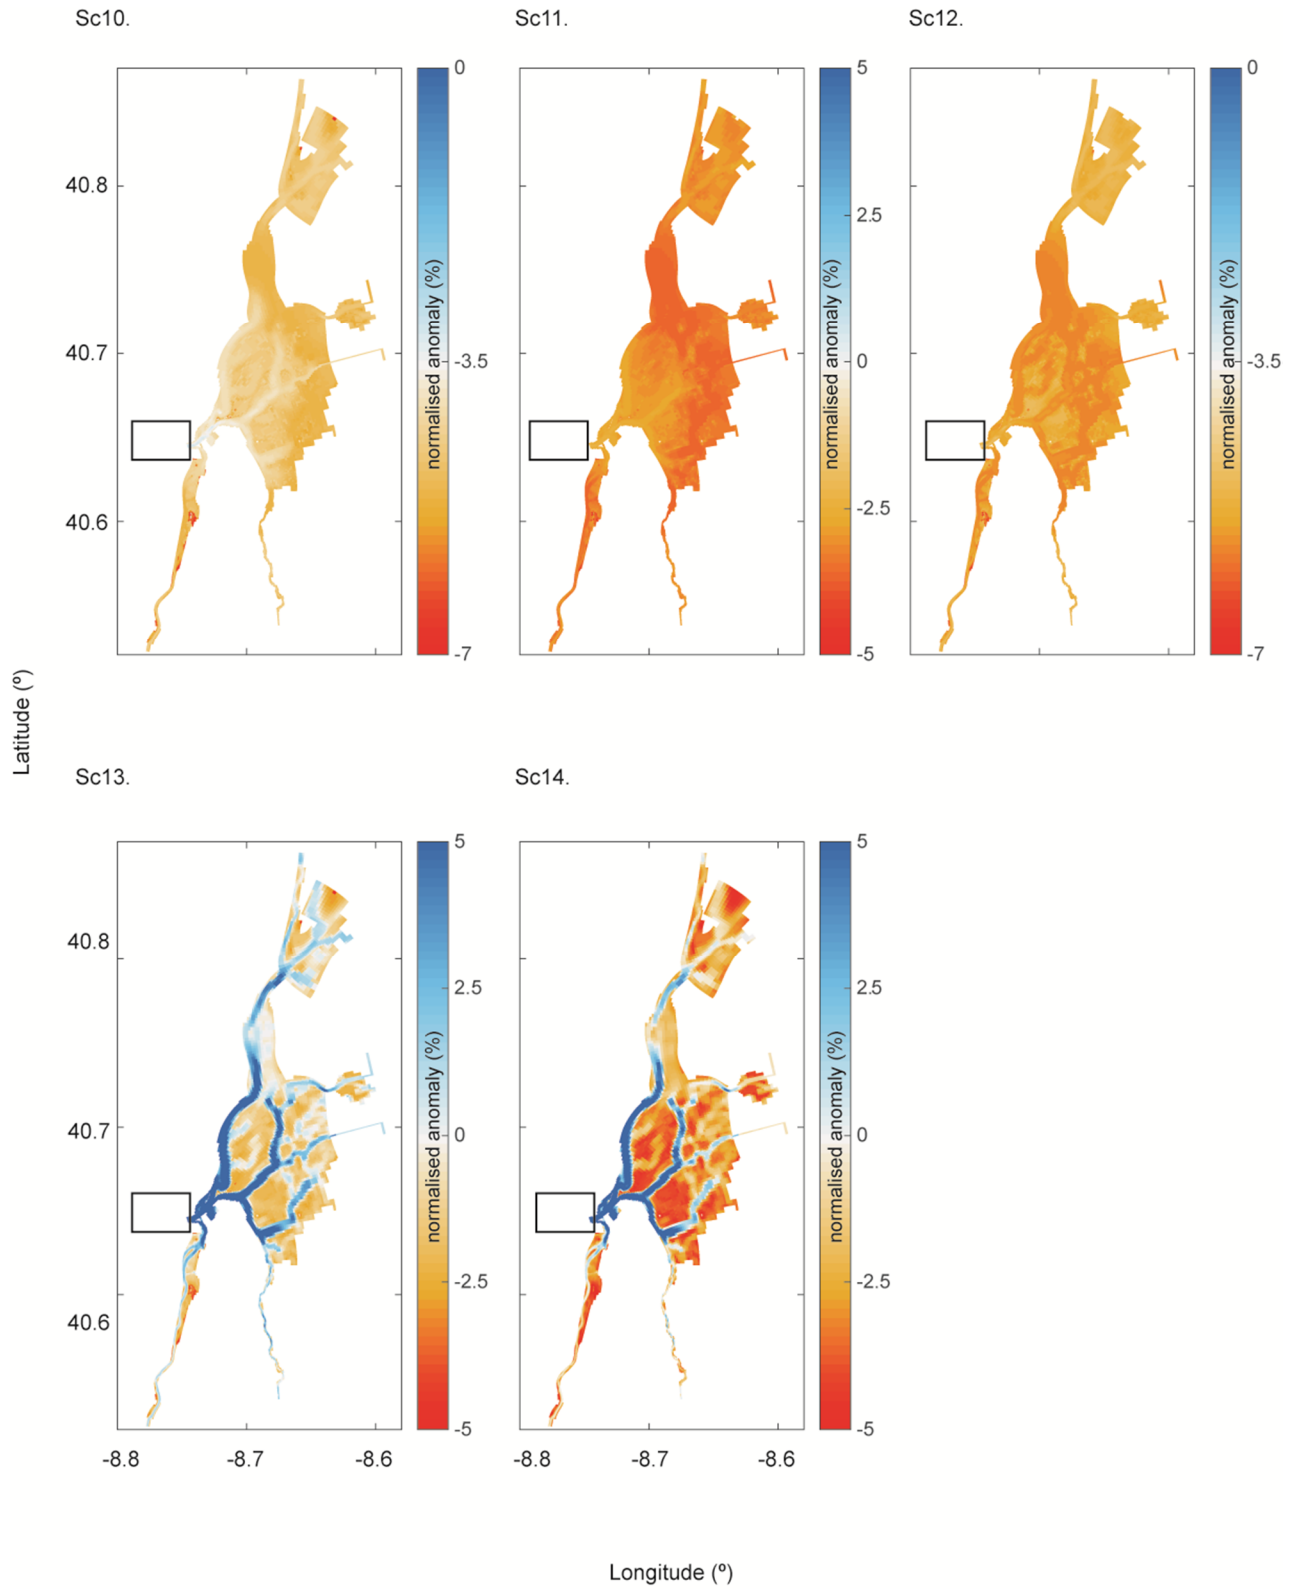 Sc10.
Sc11.
Sc12.
0
-3.5
-7
normalised anomaly (%)
5
2.5
0
-2.5
-5
normalised anomaly (%)
0
-3.5
-7
normalised anomaly (%)
40.8
40.7
40.6
Latitude (º)
Sc13.
Sc14.
40.8
40.7
40.6
5
2.5
0
-2.5
-5
normalised anomaly (%)
5
2.5
0
-2.5
-5
normalised anomaly (%)
-8.8
-8.7
-8.6
-8.8
-8.7
-8.6
Longitude (º)